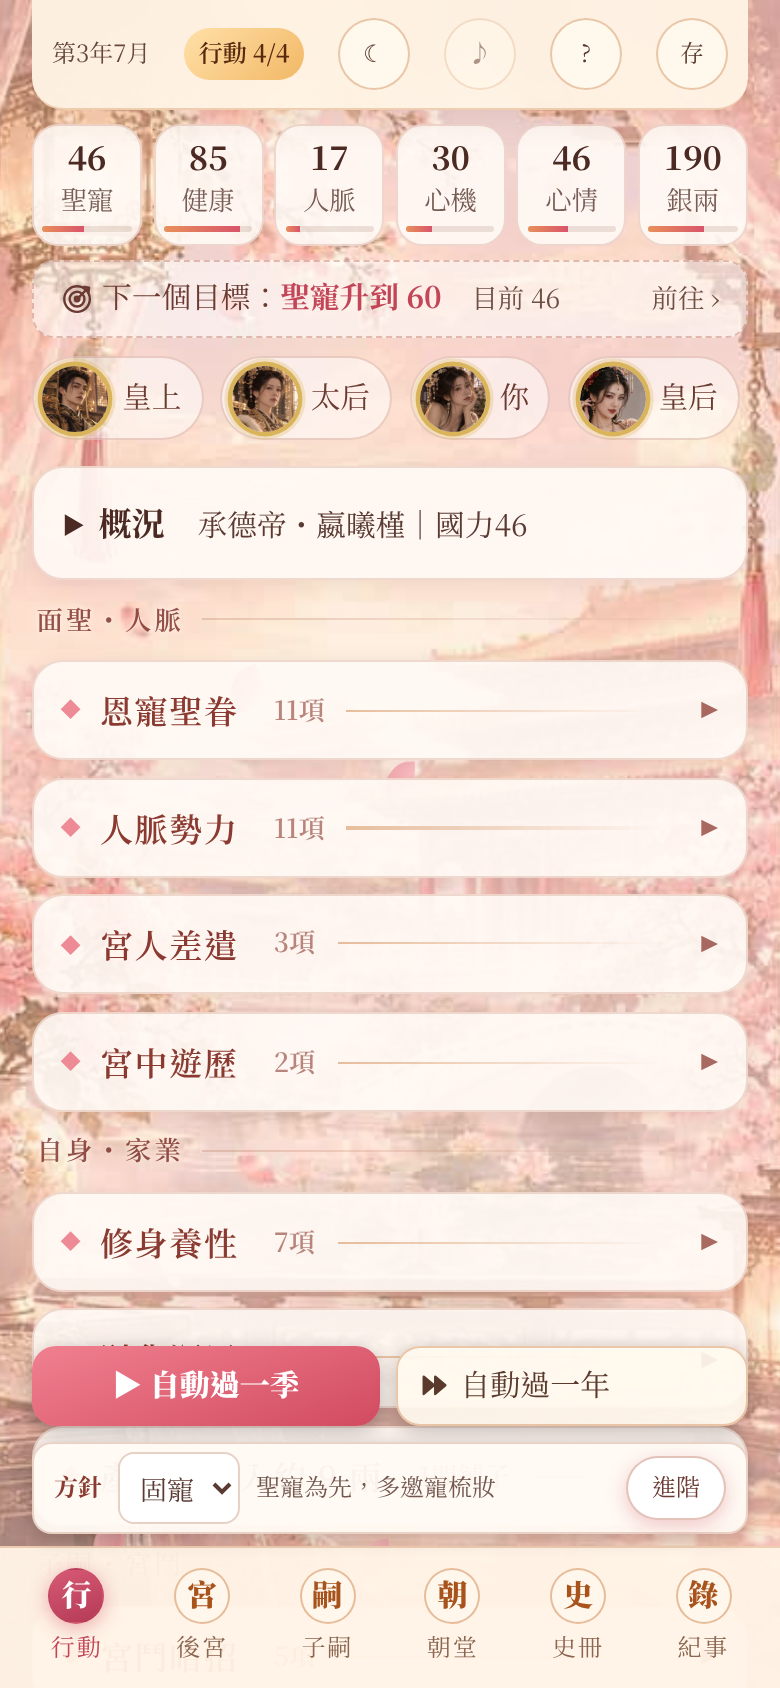 第3年7月 行動 4/4 ☾ ♪ ? 存
46 85 17 30 46 190
聖寵 健康 人脈 心機 心情 銀兩
下一個目標：聖寵升到 60 目前 46 前往 ›
皇上 太后 你 皇后
▶ 概況 承德帝・嬴曦槿｜國力46
面聖・人脈
◆ 恩寵聖眷 11項 ▶
◆ 人脈勢力 11項 ▶
◆ 宮人差遣 3項 ▶
◆ 宮中遊歷 2項 ▶
自身・家業
◆ 修身養性 7項 ▶
▶ 自動過一季 自動過一年
方針 固寵 聖寵為先，多邀寵梳妝 進階
行 宮 嗣 朝 史 錄
行動 後宮 子嗣 朝堂 史冊 紀事